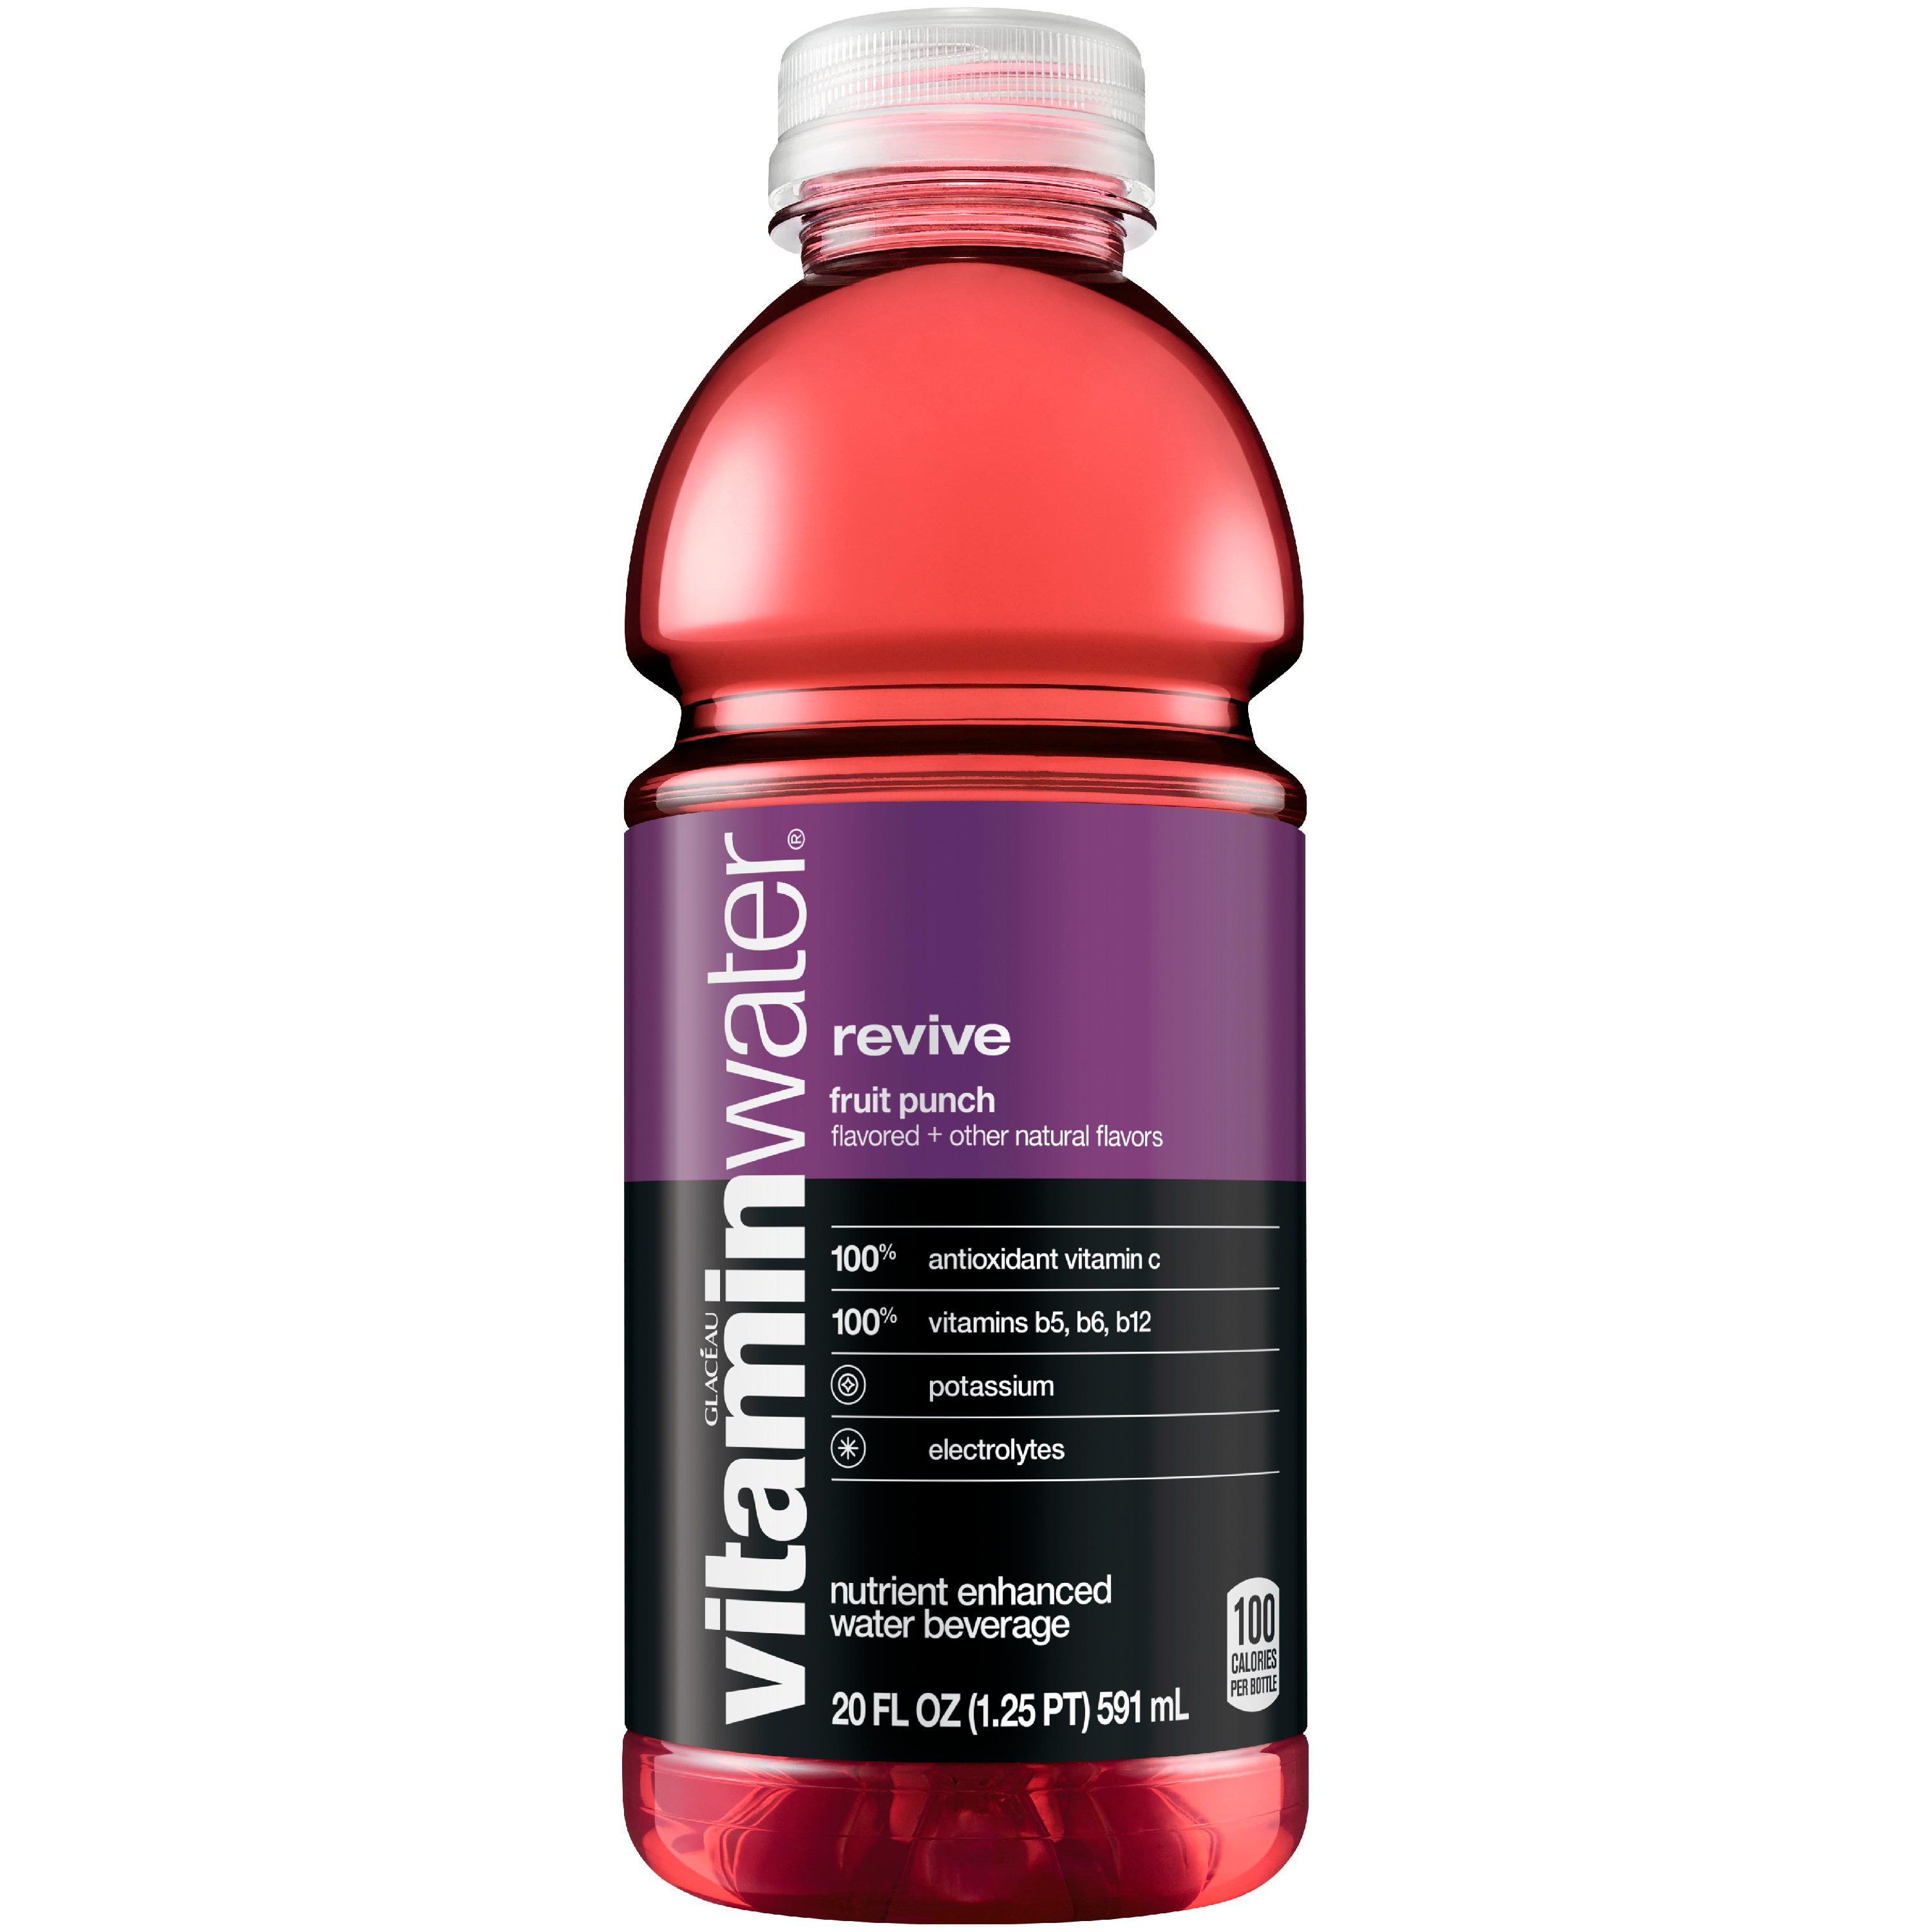 GLACÉAU
vitaminwater®
revive
fruit punch
flavored + other natural flavors
100% antioxidant vitamin c
100% vitamins b5, b6, b12
potassium
electrolytes
nutrient enhanced
water beverage
20 FL OZ (1.25 PT) 591 mL
100
CALORIES
PER BOTTLE